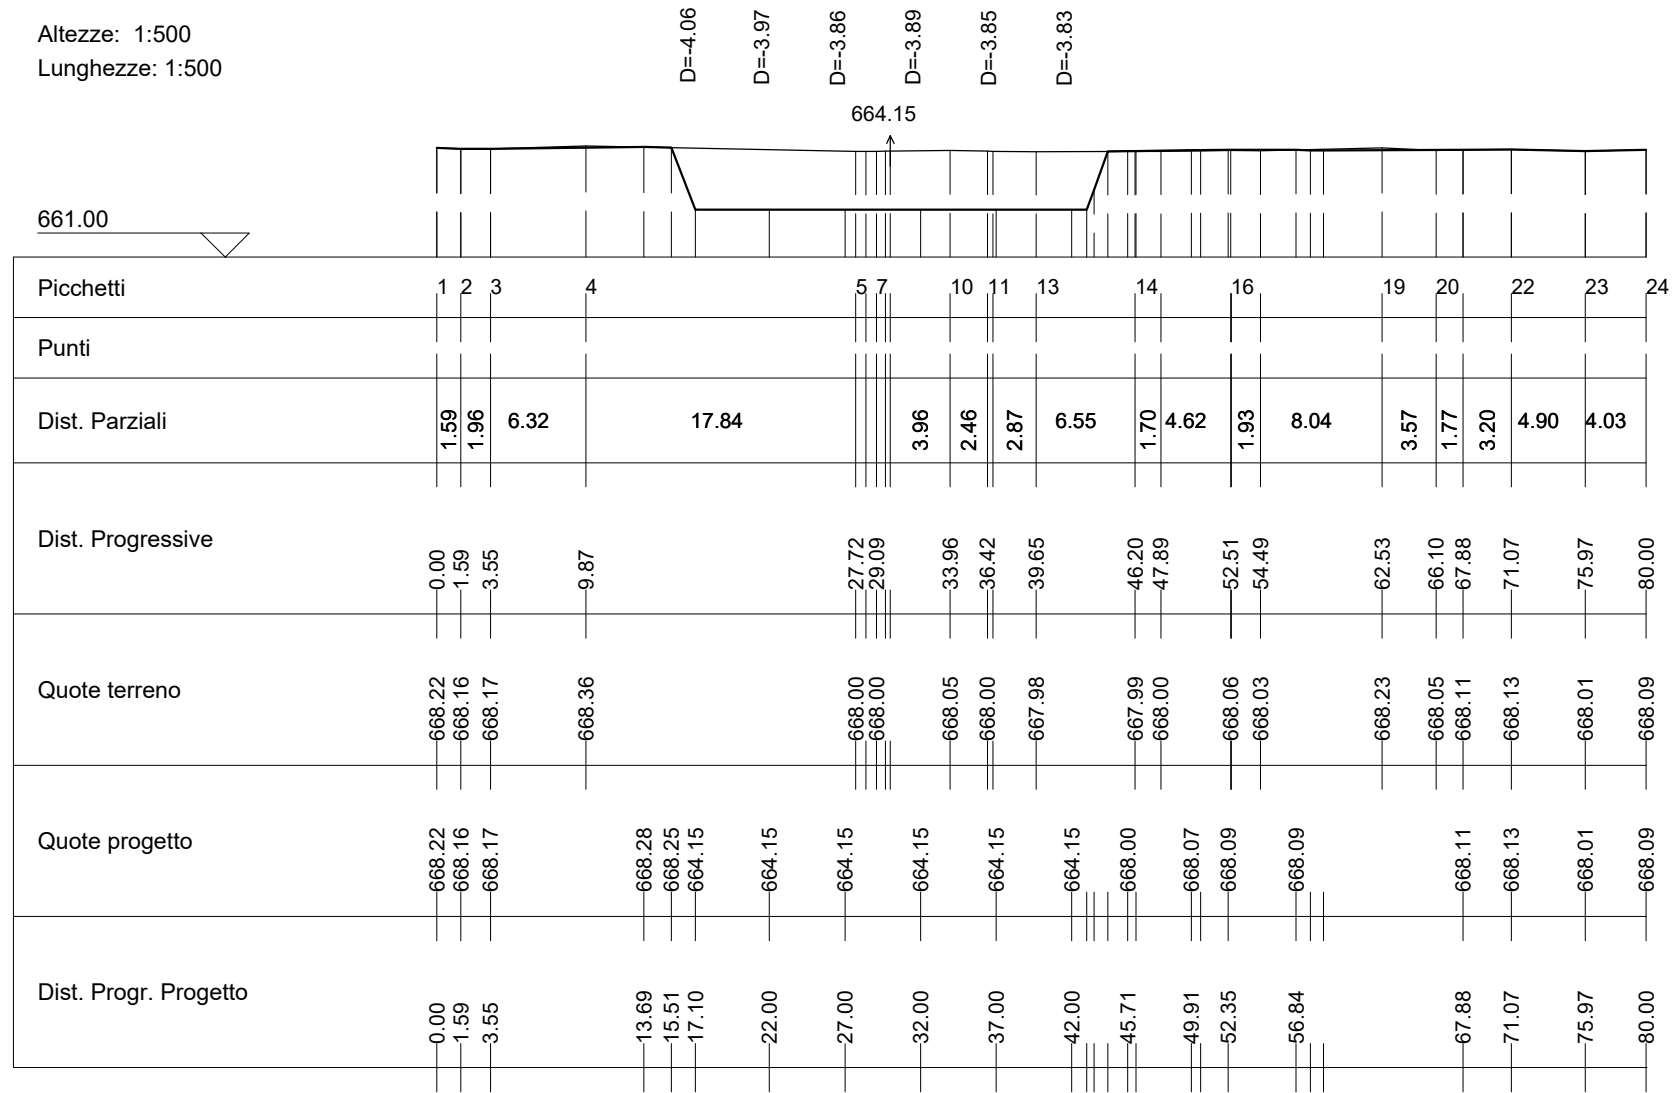 Altezze: 1:500
Lunghezze: 1:500
D=-4.06 D=-3.97 D=-3.86 D=-3.89 D=-3.85 D=-3.83
664.15
661.00
Picchetti 1 2 3 4 5 7 10 11 13 14 16 19 20 22 23 24
Punti
Dist. Parziali 1.59 1.96 6.32 17.84 3.96 2.46 2.87 6.55 1.70 4.62 1.93 8.04 3.57 1.77 3.20 4.90 4.03
Dist. Progressive 0.00 1.59 3.55 9.87 27.72 29.09 33.96 36.42 39.65 46.20 47.89 52.51 54.49 62.53 66.10 67.88 71.07 75.97 80.00
Quote terreno 668.22 668.16 668.17 668.36 668.00 668.00 668.05 668.00 667.98 667.99 668.00 668.06 668.03 668.23 668.05 668.11 668.13 668.01 668.09
Quote progetto 668.22 668.16 668.17 668.28 668.25 664.15 664.15 664.15 664.15 664.15 664.15 668.00 668.07 668.09 668.09 668.11 668.13 668.01 668.09
Dist. Progr. Progetto 0.00 1.59 3.55 13.69 15.51 17.10 22.00 27.00 32.00 37.00 42.00 45.71 49.91 52.35 56.84 67.88 71.07 75.97 80.00